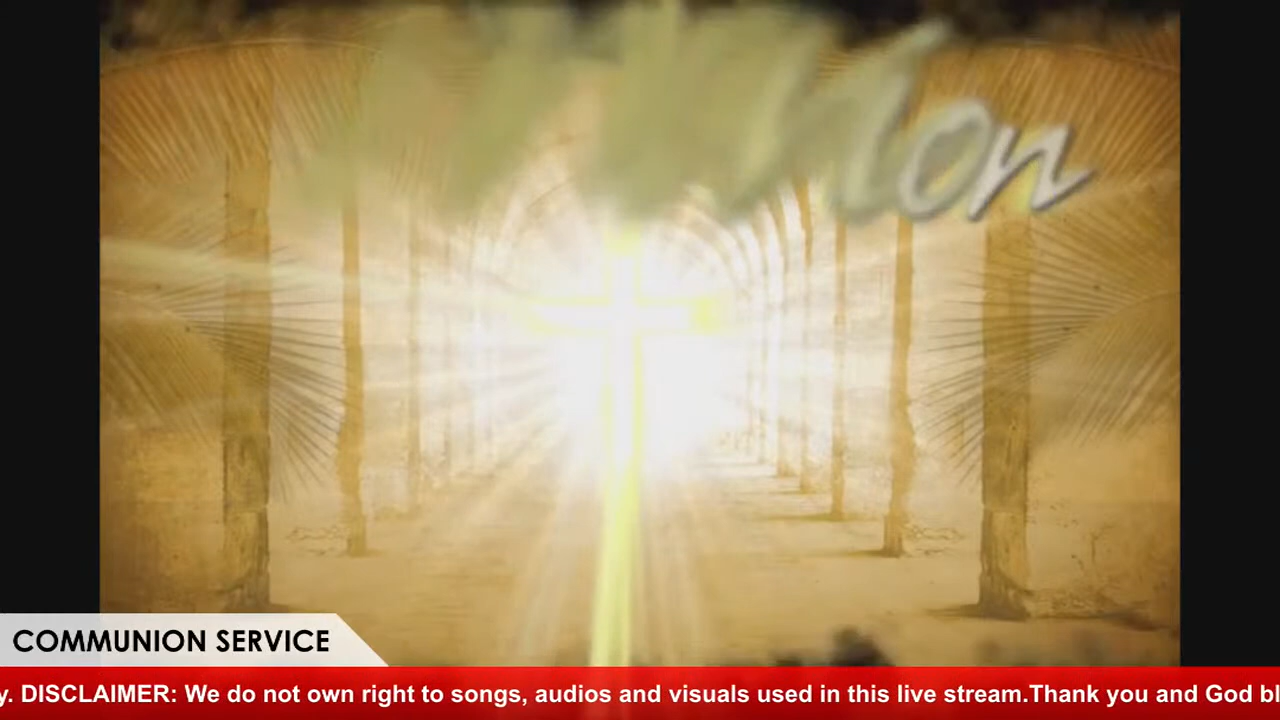 on
COMMUNION SERVICE
y. DISCLAIMER: We do not own right to songs, audios and visuals used in this live stream.Thank you and God bl